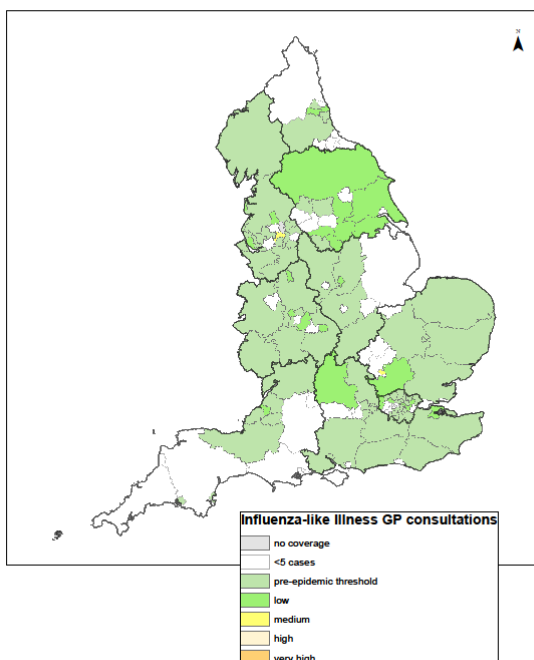 Influenza-like Illness GP consultations
no coverage
<5 cases
pre-epidemic threshold
low
medium
high
very high